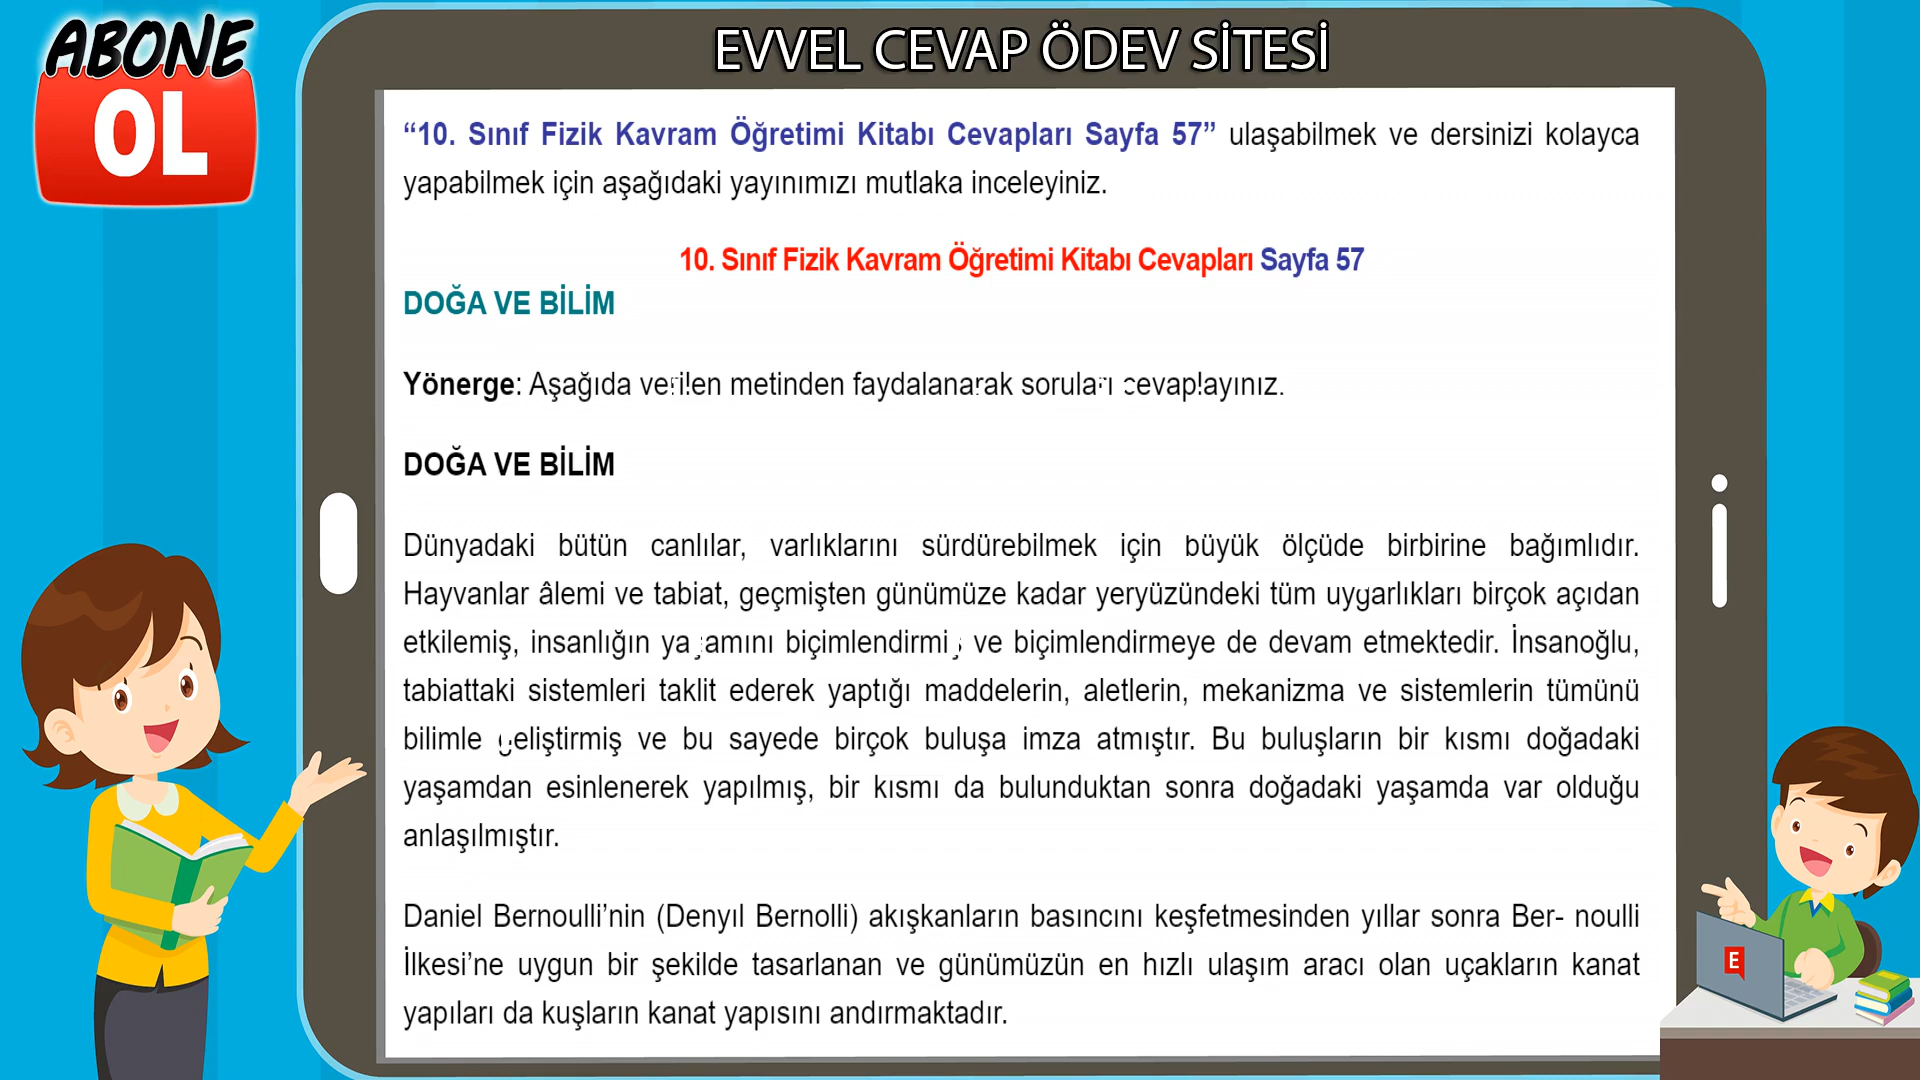 ABONE
OL
EVVEL CEVAP ÖDEV SİTESİ
“10. Sınıf Fizik Kavram Öğretimi Kitabı Cevapları Sayfa 57” ulaşabilmek ve dersinizi kolayca
yapabilmek için aşağıdaki yayınımızı mutlaka inceleyiniz.
10. Sınıf Fizik Kavram Öğretimi Kitabı Cevapları Sayfa 57
DOĞA VE BİLİM
Yönerge: Aşağıda verilen metinden faydalanarak soruları cevaplayınız.
DOĞA VE BİLİM
Dünyadaki bütün canlılar, varlıklarını sürdürebilmek için büyük ölçüde birbirine bağımlıdır.
Hayvanlar âlemi ve tabiat, geçmişten günümüze kadar yeryüzündeki tüm uygarlıkları birçok açıdan
etkilemiş, insanlığın yaşamını biçimlendirmiş ve biçimlendirmeye de devam etmektedir. İnsanoğlu,
tabiattaki sistemleri taklit ederek yaptığı maddelerin, aletlerin, mekanizma ve sistemlerin tümünü
bilimle geliştirmiş ve bu sayede birçok buluşa imza atmıştır. Bu buluşların bir kısmı doğadaki
yaşamdan esinlenerek yapılmış, bir kısmı da bulunduktan sonra doğadaki yaşamda var olduğu
anlaşılmıştır.
Daniel Bernoulli’nin (Denyıl Bernolli) akışkanların basıncını keşfetmesinden yıllar sonra Ber- noulli
İlkesi’ne uygun bir şekilde tasarlanan ve günümüzün en hızlı ulaşım aracı olan uçakların kanat
yapıları da kuşların kanat yapısını andırmaktadır.
E